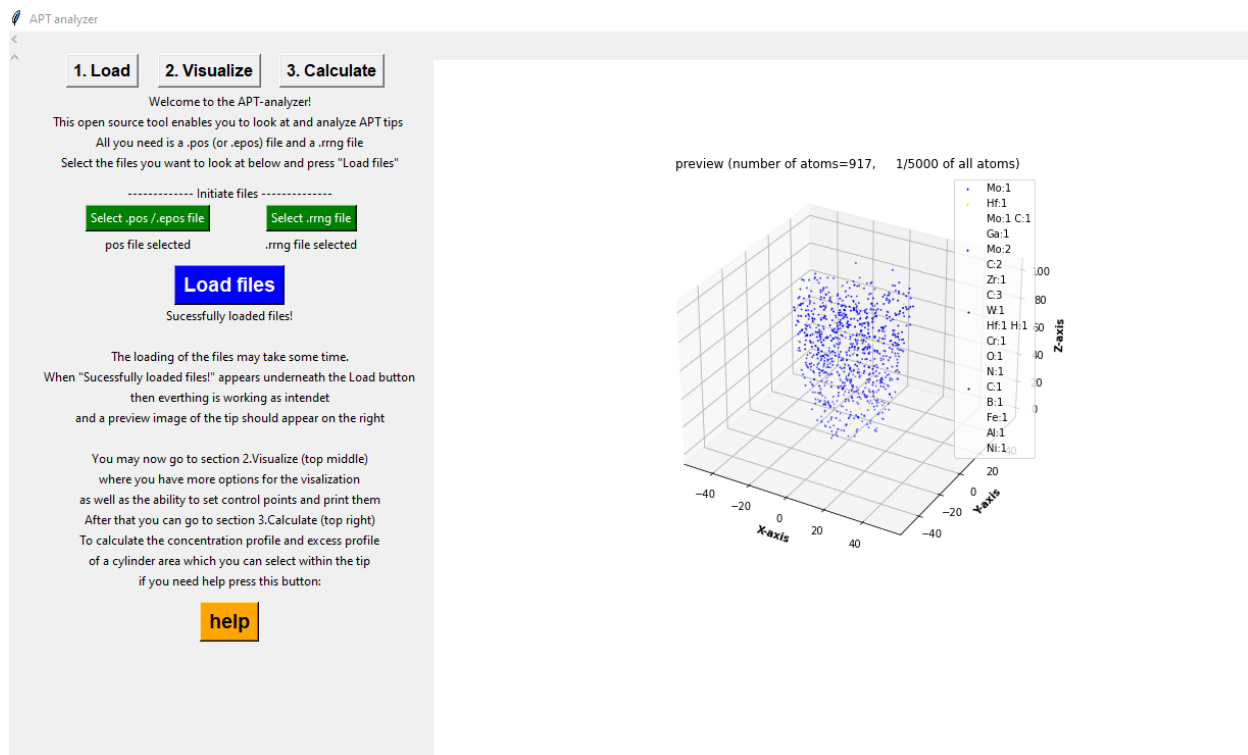 APT analyzer
1. Load
2. Visualize
3. Calculate
Welcome to the APT-analyzer!
This open source tool enables you to look at and analyze APT tips
All you need is a .pos (or .epos) file and a .rrng file
Select the files you want to look at below and press "Load files"
------------- Initiate files --------------
Select .pos /.epos file
Select .rrng file
pos file selected
.rrng file selected
Load files
Sucessfully loaded files!
The loading of the files may take some time.
When "Sucessfully loaded files!" appears underneath the Load button
then everthing is working as intendet
and a preview image of the tip should appear on the right
You may now go to section 2.Visualize (top middle)
where you have more options for the visalization
as well as the ability to set control points and print them
After that you can go to section 3.Calculate (top right)
To calculate the concentration profile and excess profile
of a cylinder area which you can select within the tip
if you need help press this button:
help
preview (number of atoms=917, 1/5000 of all atoms)
Mo:1
Hf:1
Mo:1 C:1
Ga:1
Mo:2
C:2
Zr:1
C:3
W:1
Hf:1 H:1
Cr:1
O:1
N:1
C:1
B:1
Fe:1
Al:1
Ni:1
100
80
60
40
20
0
Z-axis
−40
−20
0
20
40
X-axis
−40
−20
0
20
40
Y-axis